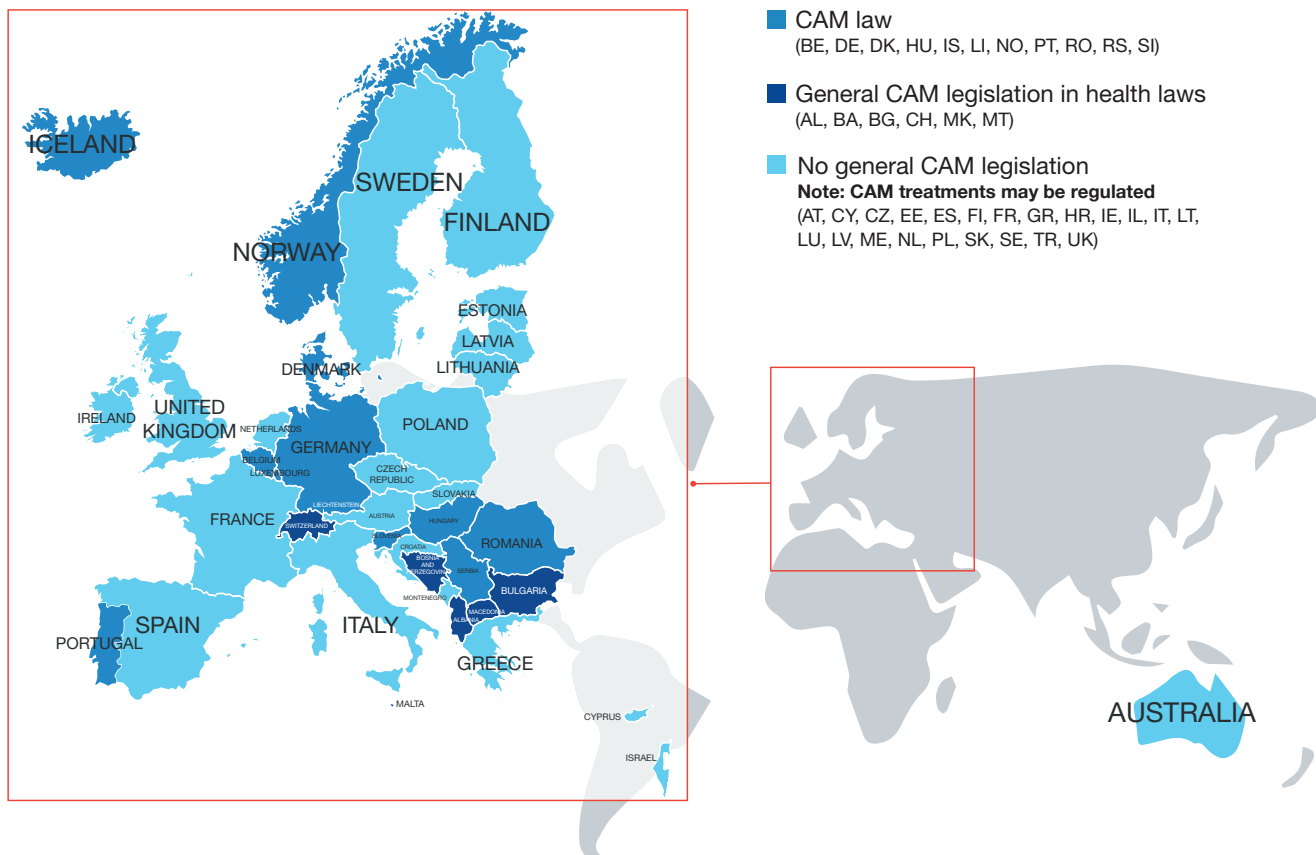 CAM law
(BE, DE, DK, HU, IS, LI, NO, PT, RO, RS, SI)
General CAM legislation in health laws
(AL, BA, BG, CH, MK, MT)
No general CAM legislation
Note: CAM treatments may be regulated
(AT, CY, CZ, EE, ES, FI, FR, GR, HR, IE, IL, IT, LT,
LU, LV, ME, NL, PL, SK, SE, TR, UK)
ICELAND
SWEDEN
FINLAND
NORWAY
ESTONIA
LATVIA
LITHUANIA
DENMARK
IRELAND
UNITED
KINGDOM
NETHERLANDS
POLAND
GERMANY
BELGIUM
LUXEMBOURG
CZECH
REPUBLIC
SLOVAKIA
LIECHTENSTEIN
AUSTRIA
FRANCE
SWITZERLAND
HUNGARY
SLOVENIA
ROMANIA
CROATIA
BOSNIA
AND
HERZEGOVINA
SERBIA
MONTENEGRO
BULGARIA
MACEDONIA
ALBANIA
PORTUGAL
SPAIN
ITALY
GREECE
MALTA
CYPRUS
ISRAEL
AUSTRALIA